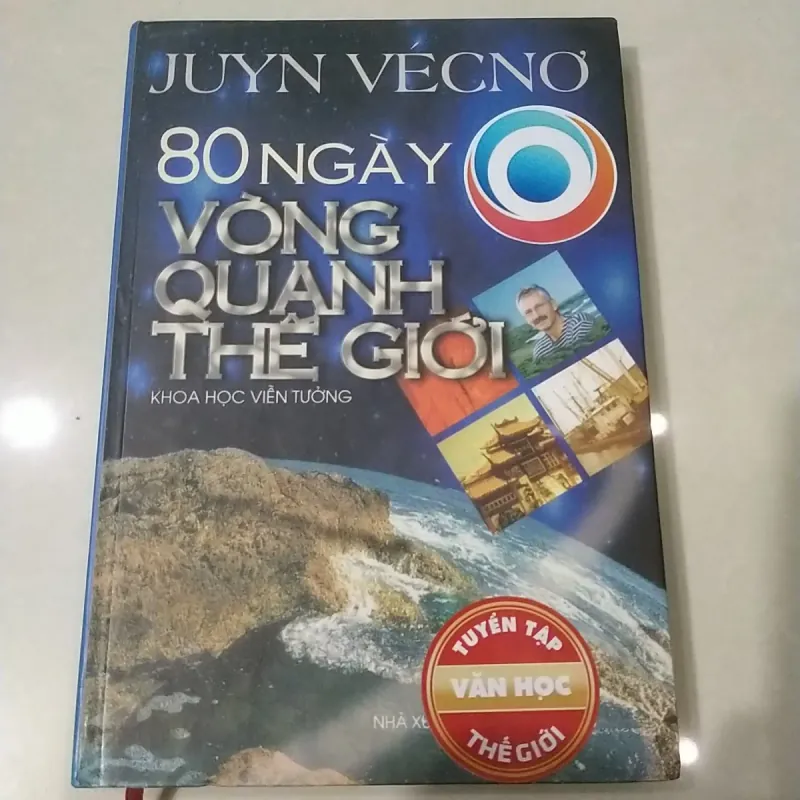 JUYN VÉCNƠ
80 NGÀY
VÒNG
QUANH
THẾ GIỚI
KHOA HỌC VIỄN TƯỞNG
TUYỂN TẬP
VĂN HỌC
THẾ GIỚI
NHÀ